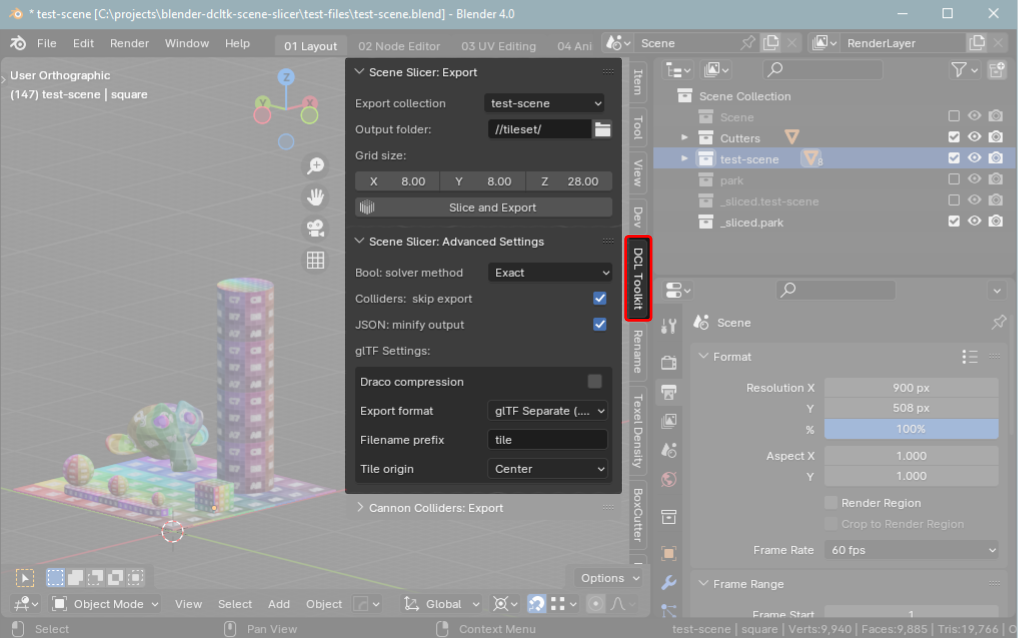 * test-scene [C:\projects\blender-dcltk-scene-slicer\test-files\test-scene.blend] - Blender 4.0
File Edit Render Window Help 01 Layout 02 Node Editor 03 UV Editing 04 Ani Scene RenderLayer
User Orthographic
(147) test-scene | square
Z
Y
X
Scene Slicer: Export
Export collection test-scene
Output folder: //tileset/
Grid size:
X 8.00 Y 8.00 Z 28.00
Slice and Export
Scene Slicer: Advanced Settings
Bool: solver method Exact
Colliders: skip export
JSON: minify output
glTF Settings:
Draco compression
Export format glTF Separate (....
Filename prefix tile
Tile origin Center
Cannon Colliders: Export
Options
Item
Tool
View
Dev
DCL Toolkit
Rename
Texel Density
BoxCutter
Scene Collection
Scene
Cutters
test-scene 8
park
_sliced.test-scene
_sliced.park
Scene
Format
Resolution X 900 px
Y 508 px
% 100%
Aspect X 1.000
Y 1.000
Render Region
Crop to Render Region
Frame Rate 60 fps
Frame Range
Frame Start 1
Object Mode View Select Add Object Global
Select Pan View Context Menu test-scene | square | Verts:9,940 | Faces:9,885 | Tris:19,766 | O